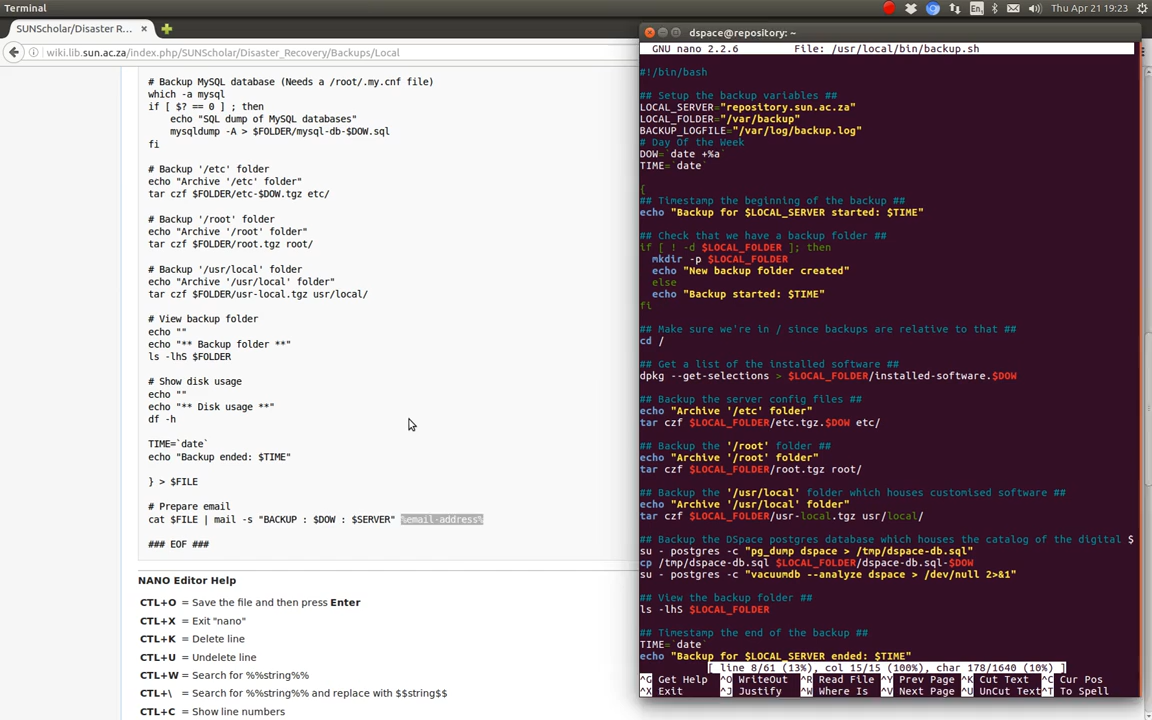 Terminal
Thu Apr 21 19:23
SUNScholar/Disaster R...
wiki.lib.sun.ac.za/index.php/SUNScholar/Disaster_Recovery/Backups/Local
# Backup MySQL database (Needs a /root/.my.cnf file)
which -a mysql
if [ $? == 0 ] ; then
echo "SQL dump of MySQL databases"
mysqldump -A > $FOLDER/mysql-db-$DOW.sql
fi
# Backup '/etc' folder
echo "Archive '/etc' folder"
tar czf $FOLDER/etc-$DOW.tgz etc/
# Backup '/root' folder
echo "Archive '/root' folder"
tar czf $FOLDER/root.tgz root/
# Backup '/usr/local' folder
echo "Archive '/usr/local' folder"
tar czf $FOLDER/usr-local.tgz usr/local/
# View backup folder
echo ""
echo "** Backup folder **"
ls -lhS $FOLDER
# Show disk usage
echo ""
echo "** Disk usage **"
df -h
TIME=`date`
echo "Backup ended: $TIME"
} > $FILE
# Prepare email
cat $FILE | mail -s "BACKUP : $DOW : $SERVER" %email-address%
### EOF ###
NANO Editor Help
CTL+O = Save the file and then press Enter
CTL+X = Exit "nano"
CTL+K = Delete line
CTL+U = Undelete line
CTL+W = Search for %%string%%
CTL+\ = Search for %%string%% and replace with $$string$$
CTL+C = Show line numbers
dspace@repository: ~
GNU nano 2.2.6 File: /usr/local/bin/backup.sh
#!/bin/bash
## Setup the backup variables ##
LOCAL_SERVER="repository.sun.ac.za"
LOCAL_FOLDER="/var/backup"
BACKUP_LOGFILE="/var/log/backup.log"
# Day Of the Week
DOW=`date +%a`
TIME=`date`
{
## Timestamp the beginning of the backup ##
echo "Backup for $LOCAL_SERVER started: $TIME"
## Check that we have a backup folder ##
if [ ! -d $LOCAL_FOLDER ]; then
mkdir -p $LOCAL_FOLDER
echo "New backup folder created"
else
echo "Backup started: $TIME"
fi
## Make sure we're in / since backups are relative to that ##
cd /
## Get a list of the installed software ##
dpkg --get-selections > $LOCAL_FOLDER/installed-software.$DOW
## Backup the server config files ##
echo "Archive '/etc' folder"
tar czf $LOCAL_FOLDER/etc.tgz.$DOW etc/
## Backup the '/root' folder ##
echo "Archive '/root' folder"
tar czf $LOCAL_FOLDER/root.tgz root/
## Backup the '/usr/local' folder which houses customised software ##
echo "Archive '/usr/local' folder"
tar czf $LOCAL_FOLDER/usr-local.tgz usr/local/
## Backup the DSpace postgres database which houses the catalog of the digital $
su - postgres -c "pg_dump dspace > /tmp/dspace-db.sql"
cp /tmp/dspace-db.sql $LOCAL_FOLDER/dspace-db.sql-$DOW
su - postgres -c "vacuumdb --analyze dspace > /dev/null 2>&1"
## View the backup folder ##
ls -lhS $LOCAL_FOLDER
## Timestamp the end of the backup ##
TIME=`date`
echo "Backup for $LOCAL_SERVER ended: $TIME"
[ line 8/61 (13%), col 15/15 (100%), char 178/1640 (10%) ]
^G Get Help ^O WriteOut ^R Read File ^Y Prev Page ^K Cut Text ^C Cur Pos
^X Exit ^J Justify ^W Where Is ^V Next Page ^U UnCut Text ^T To Spell